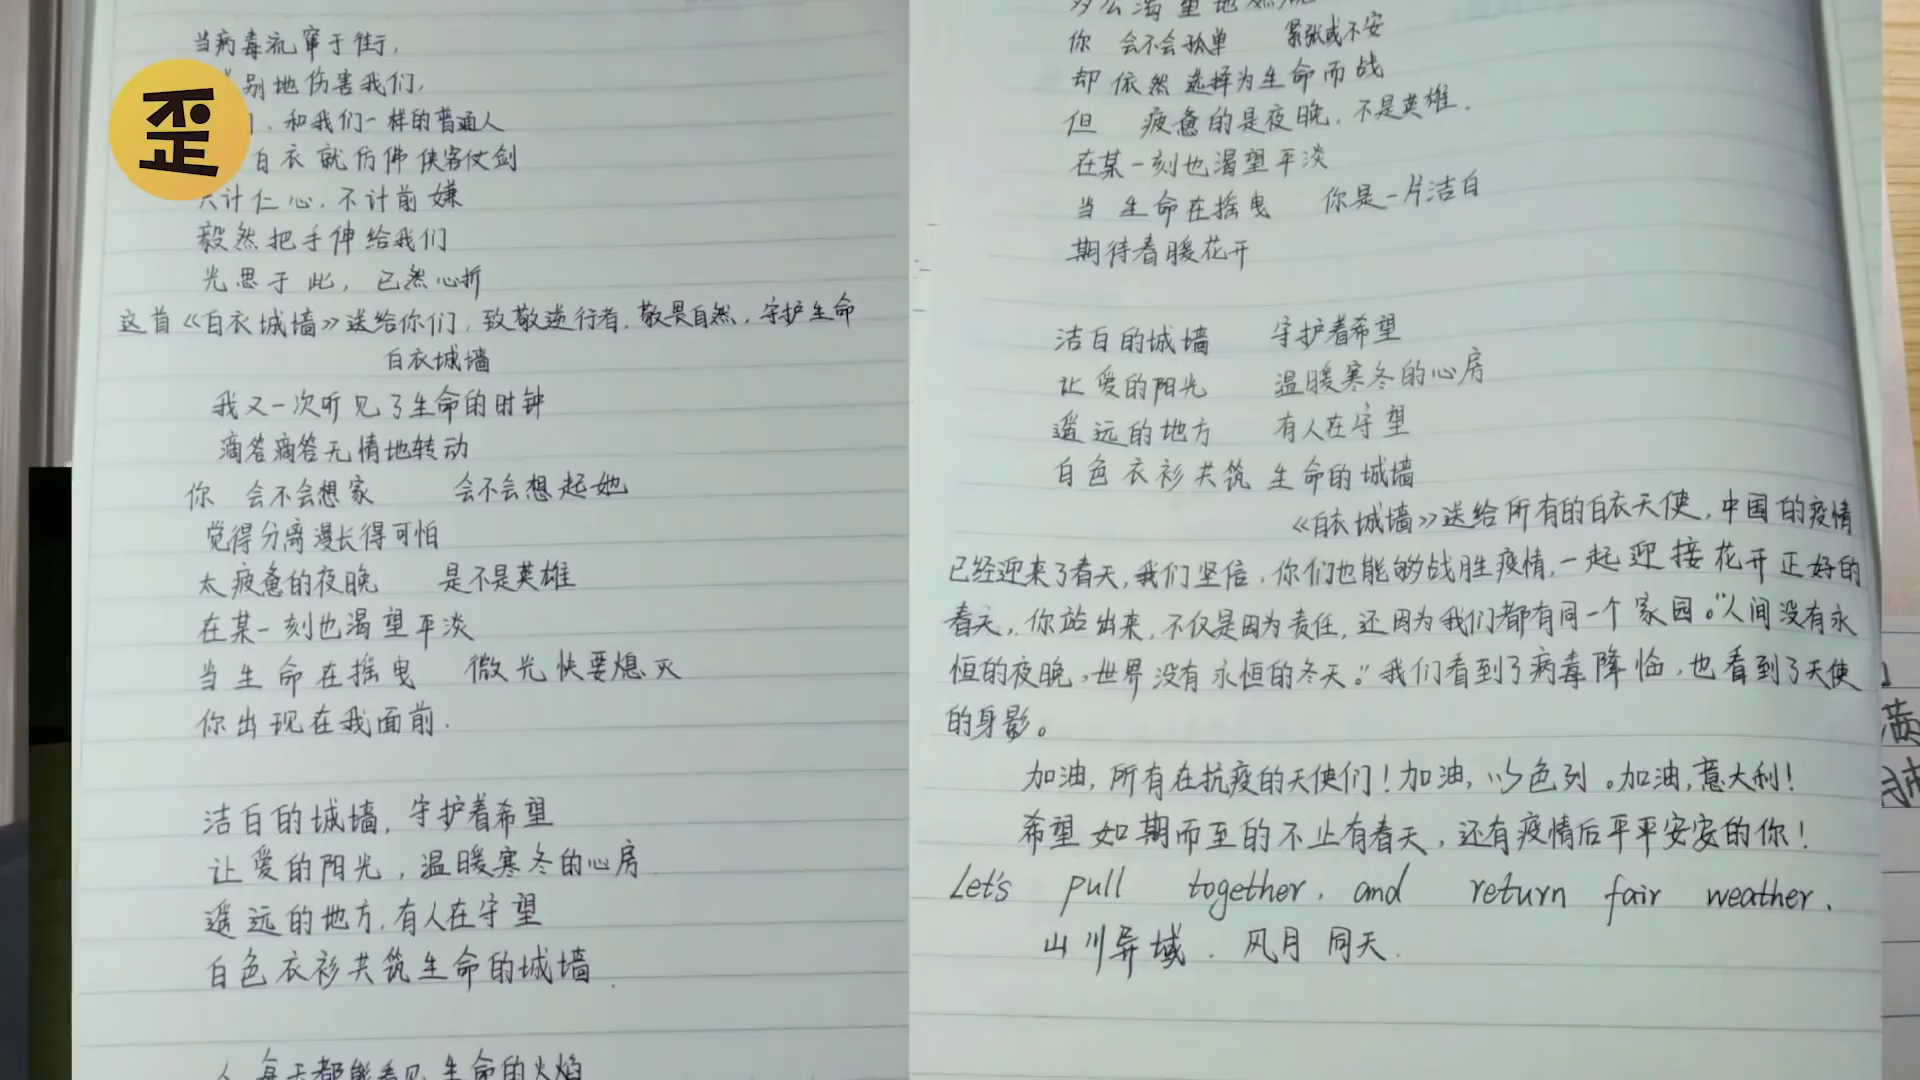 当病毒流窜于街,
别地伤害我们,
和我们一样的普通人
白衣就仿佛侠客仗剑
计仁心,不计前嫌
毅然把手伸给我们
光思于此, 已然心折
这首《白衣城墙》送给你们,致敬逆行者,敬畏自然,守护生命
白衣城墙
我又一次听见了生命的时钟
滴答滴答无情地转动
你 会不会想家 会不会想起她
觉得分离漫长得可怕
太疲惫的夜晚 是不是英雄
在某一刻也渴望平淡
当生命在摇曳 微光快要熄灭
你出现在我面前.
洁白的城墙,守护着希望
让爱的阳光,温暖寒冬的心房
遥远的地方,有人在守望
白色衣衫共筑生命的城墙.
生命的火焰
歪
你 会不会孤单 紧张或不安
却依然选择为生命而战
但 疲惫的是夜晚,不是英雄.
在某一刻也渴望平淡
当 生命在摇曳 你是一片洁白
期待春暖花开
洁白的城墙 守护着希望
让爱的阳光 温暖寒冬的心房
遥远的地方 有人在守望
白色衣衫共筑 生命的城墙
《白衣城墙》送给所有的白衣天使,中国的疫情
已经迎来了春天,我们坚信,你们也能够战胜疫情,一起迎接花开正好的
春天,你站出来,不仅是因为责任,还因为我们都有同一个家园。“人间没有永
恒的夜晚,世界没有永恒的冬天。”我们看到了病毒降临,也看到了天使
的身影。
加油,所有在抗疫的天使们!加油,以色列。加油,意大利!
希望如期而至的不止有春天,还有疫情后平平安安的你!
Let's pull together, and return fair weather.
山川异域. 风月同天.
满